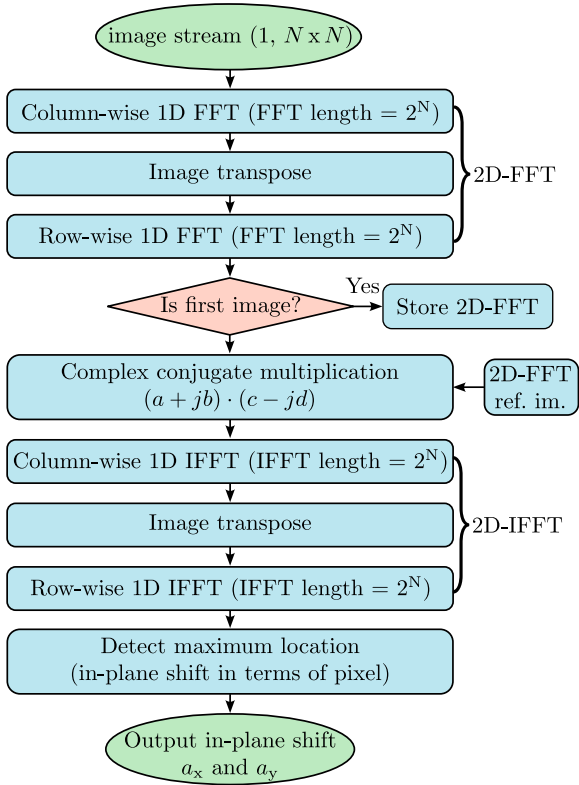 image stream (1, N x N)
Column-wise 1D FFT (FFT length = 2^N)
Image transpose
2D-FFT
Row-wise 1D FFT (FFT length = 2^N)
Is first image?
Yes
Store 2D-FFT
Complex conjugate multiplication
(a + jb) · (c − jd)
2D-FFT
ref. im.
Column-wise 1D IFFT (IFFT length = 2^N)
Image transpose
2D-IFFT
Row-wise 1D IFFT (IFFT length = 2^N)
Detect maximum location
(in-plane shift in terms of pixel)
Output in-plane shift
a_x and a_y